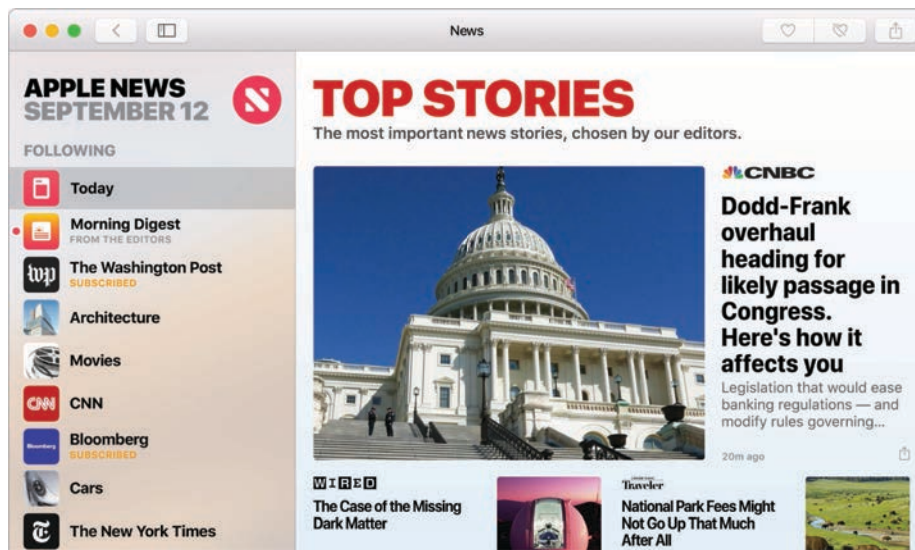 News
APPLE NEWS
SEPTEMBER 12
FOLLOWING
Today
Morning Digest
FROM THE EDITORS
wp
The Washington Post
SUBSCRIBED
Architecture
Movies
CNN
CNN
Bloomberg
Bloomberg
SUBSCRIBED
Cars
The New York Times
TOP STORIES
The most important news stories, chosen by our editors.
CNBC
Dodd-Frank
overhaul
heading for
likely passage in
Congress.
Here's how it
affects you
Legislation that would ease
banking regulations — and
modify rules governing...
20m ago
WIRED
The Case of the Missing
Dark Matter
Traveler
National Park Fees Might
Not Go Up That Much
After All